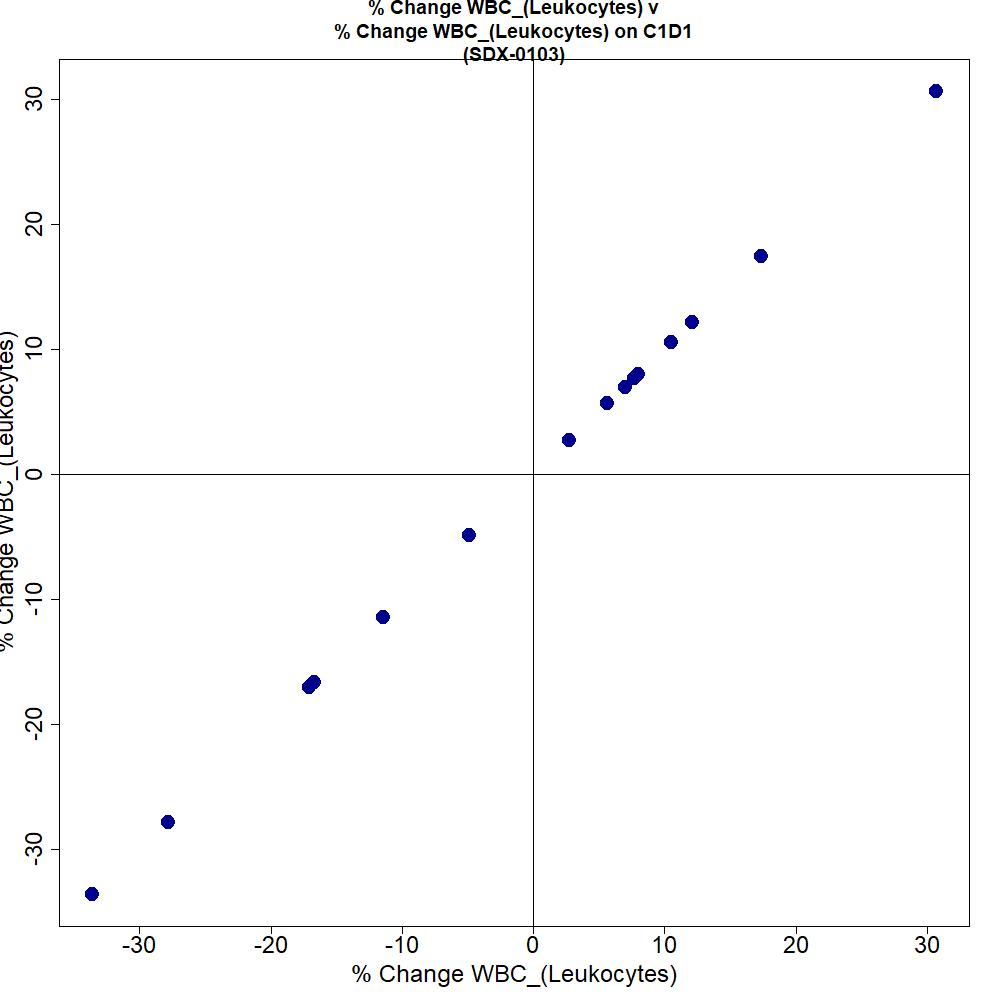 % Change WBC_(Leukocytes) v
% Change WBC_(Leukocytes) on C1D1
(SDX-0103)
% Change WBC_(Leukocytes)
30
20
10
0
-10
-20
-30
-30
-20
-10
0
10
20
30
% Change WBC_(Leukocytes)